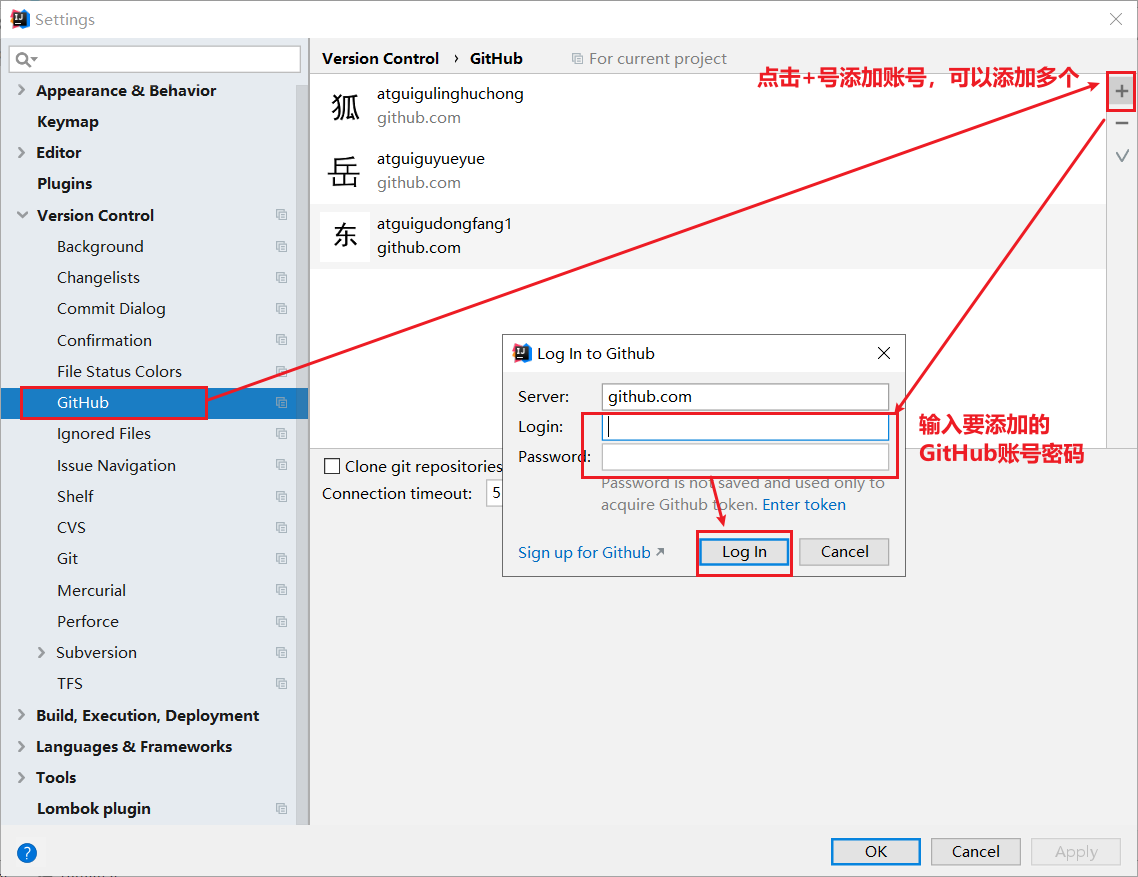 Settings
Version Control › GitHub
For current project
点击+号添加账号，可以添加多个
Appearance & Behavior
Keymap
Editor
Plugins
Version Control
Background
Changelists
Commit Dialog
Confirmation
File Status Colors
GitHub
Ignored Files
Issue Navigation
Shelf
CVS
Git
Mercurial
Perforce
Subversion
TFS
Build, Execution, Deployment
Languages & Frameworks
Tools
Lombok plugin
狐
atguigulinghuchong
github.com
岳
atguiguyueyue
github.com
东
atguigudongfang1
github.com
Clone git repositories
Connection timeout: 5
Log In to Github
Server: github.com
Login:
Password:
Password is not saved and used only to
acquire Github token. Enter token
Sign up for Github
Log In
Cancel
输入要添加的
GitHub账号密码
?
OK
Cancel
Apply